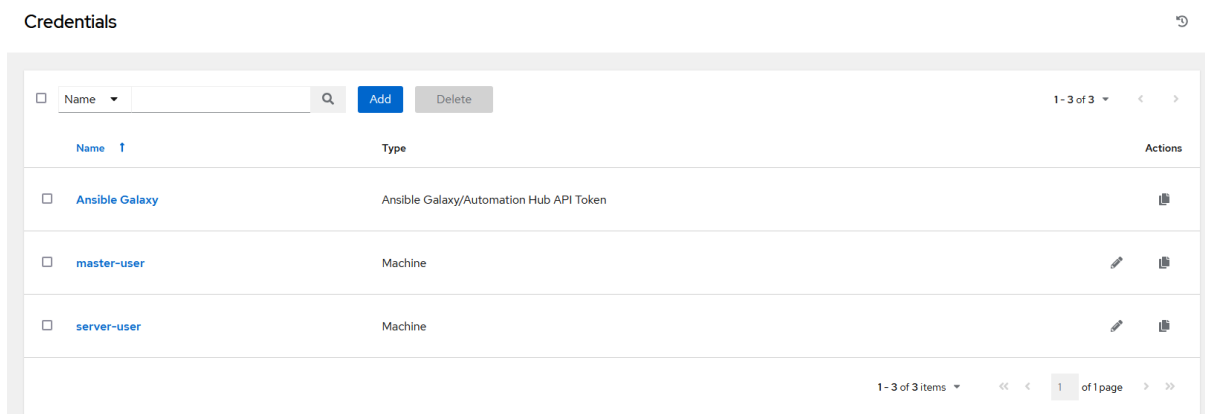 Credentials
Name Add Delete 1 - 3 of 3
Name Type Actions
Ansible Galaxy Ansible Galaxy/Automation Hub API Token
master-user Machine
server-user Machine
1 - 3 of 3 items 1 of 1 page